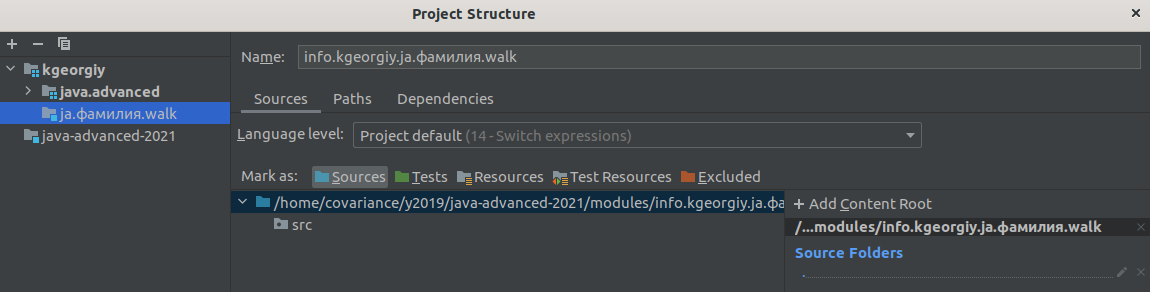 Project Structure
Name: info.kgeorgiy.ja.фамилия.walk
kgeorgiy
java.advanced
ja.фамилия.walk
java-advanced-2021
Sources Paths Dependencies
Language level: Project default (14 - Switch expressions)
Mark as: Sources Tests Resources Test Resources Excluded
/home/covariance/y2019/java-advanced-2021/modules/info.kgeorgiy.ja.фа
src
+ Add Content Root
/...modules/info.kgeorgiy.ja.фамилия.walk
Source Folders
.